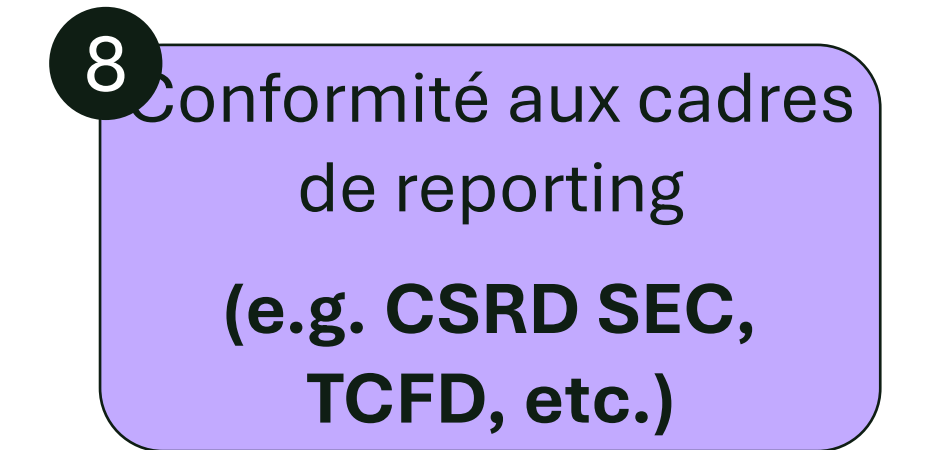 8
Conformité aux cadres
de reporting
(e.g. CSRD SEC,
TCFD, etc.)